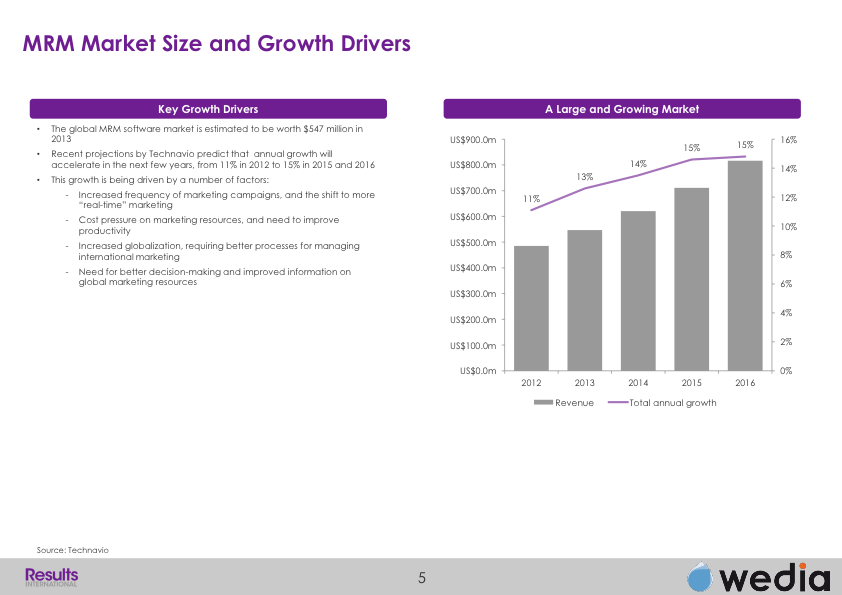 MRM Market Size and Growth Drivers
Key Growth Drivers
• The global MRM software market is estimated to be worth $547 million in
2013
• Recent projections by Technavio predict that annual growth will
accelerate in the next few years, from 11% in 2012 to 15% in 2015 and 2016
• This growth is being driven by a number of factors:
- Increased frequency of marketing campaigns, and the shift to more
“real-time” marketing
- Cost pressure on marketing resources, and need to improve
productivity
- Increased globalization, requiring better processes for managing
international marketing
- Need for better decision-making and improved information on
global marketing resources
A Large and Growing Market
US$900.0m
US$800.0m
US$700.0m
US$600.0m
US$500.0m
US$400.0m
US$300.0m
US$200.0m
US$100.0m
US$0.0m
11%
13%
14%
15%
15%
16%
14%
12%
10%
8%
6%
4%
2%
0%
2012 2013 2014 2015 2016
Revenue Total annual growth
Source: Technavio
Results
INTERNATIONAL
5
wedia